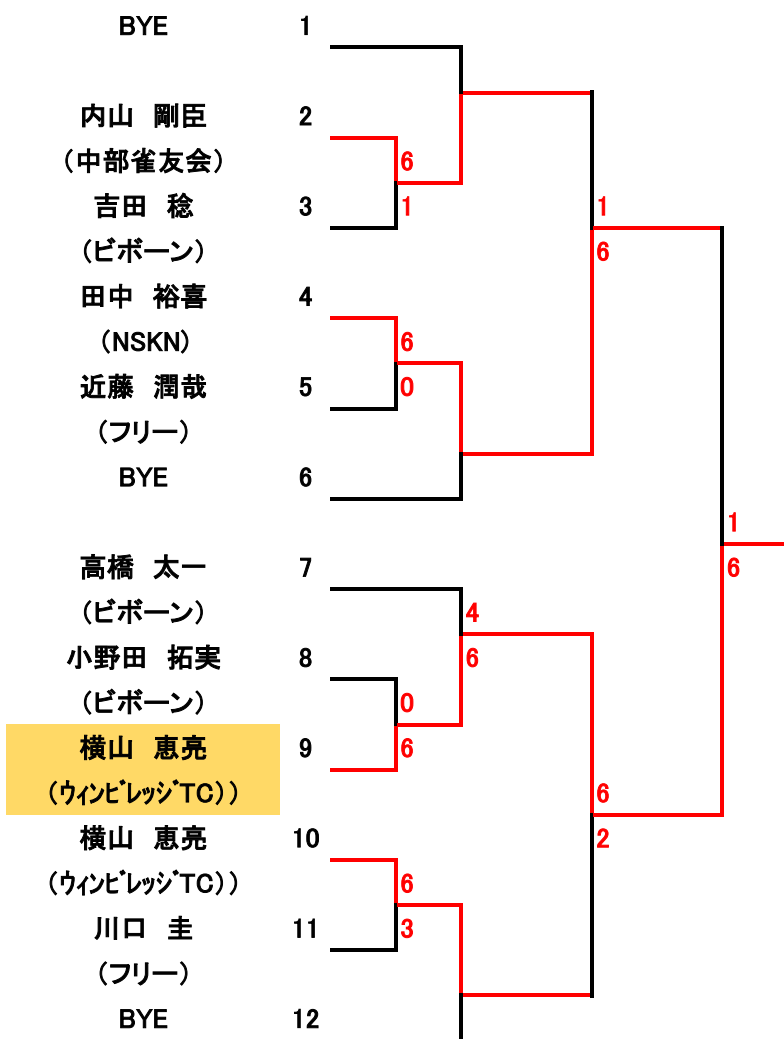 BYE 1
内山 剛臣 2
（中部雀友会） 6
吉田 稔 3 1 1
（ビボーン） 6
田中 裕喜 4
（NSKN） 6
近藤 潤哉 5 0
（フリー）
BYE 6
1
高橋 太一 7 6
（ビボーン） 4
小野田 拓実 8 6
（ビボーン） 0
横山 恵亮 9 6
（ウィンビレッジTC）） 6
横山 恵亮 10 2
（ウィンビレッジTC）） 6
川口 圭 11 3
（フリー）
BYE 12